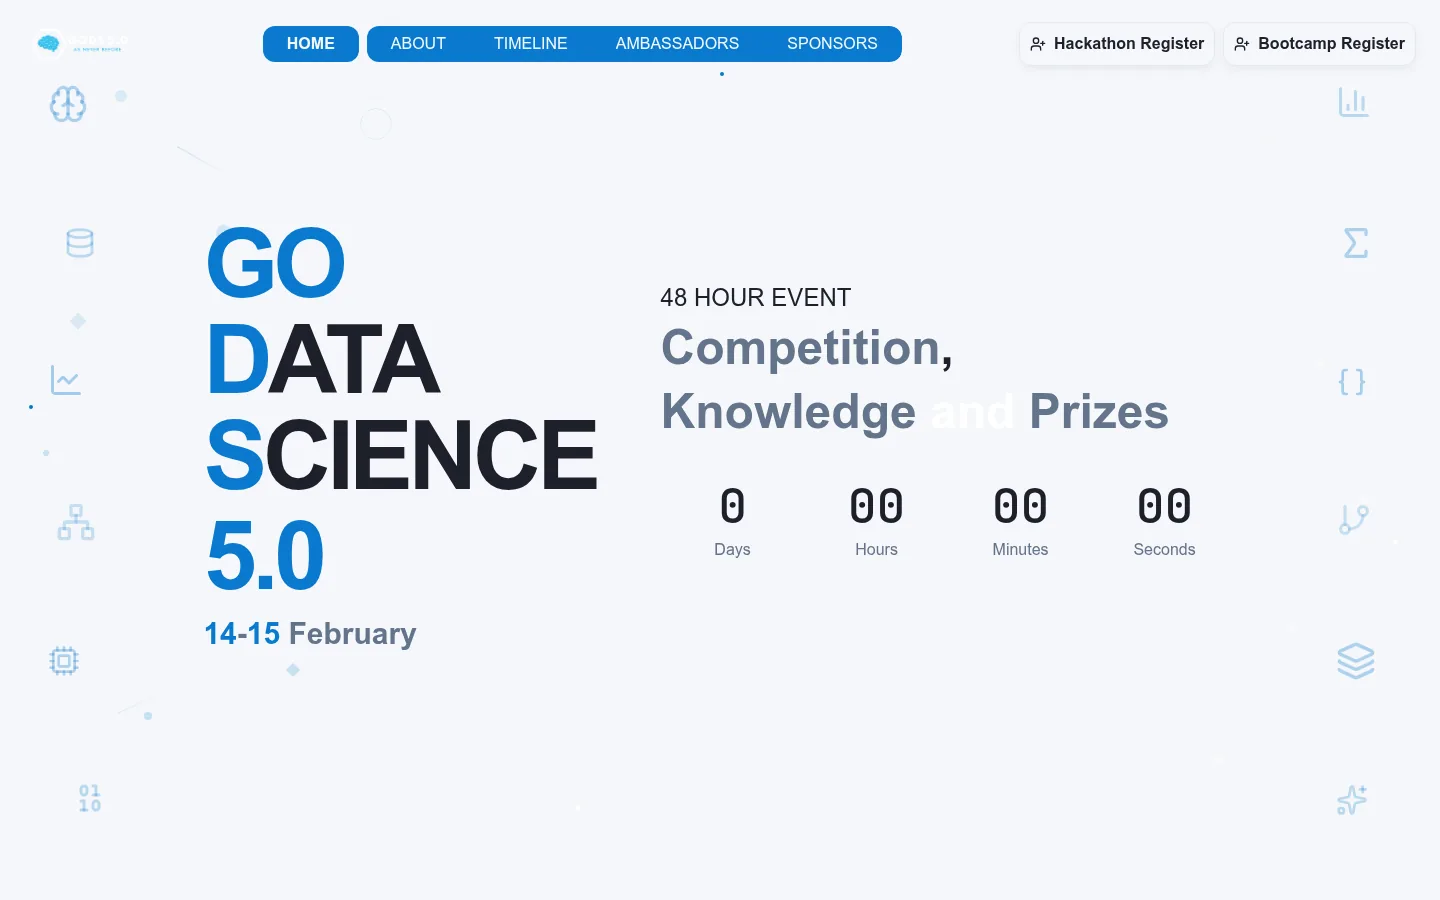 HOME
ABOUT
TIMELINE
AMBASSADORS
SPONSORS
Hackathon Register
Bootcamp Register
GO
DATA
SCIENCE
5.0
14-15 February
48 HOUR EVENT
Competition,
Knowledge and Prizes
0
Days
00
Hours
00
Minutes
00
Seconds
01
10